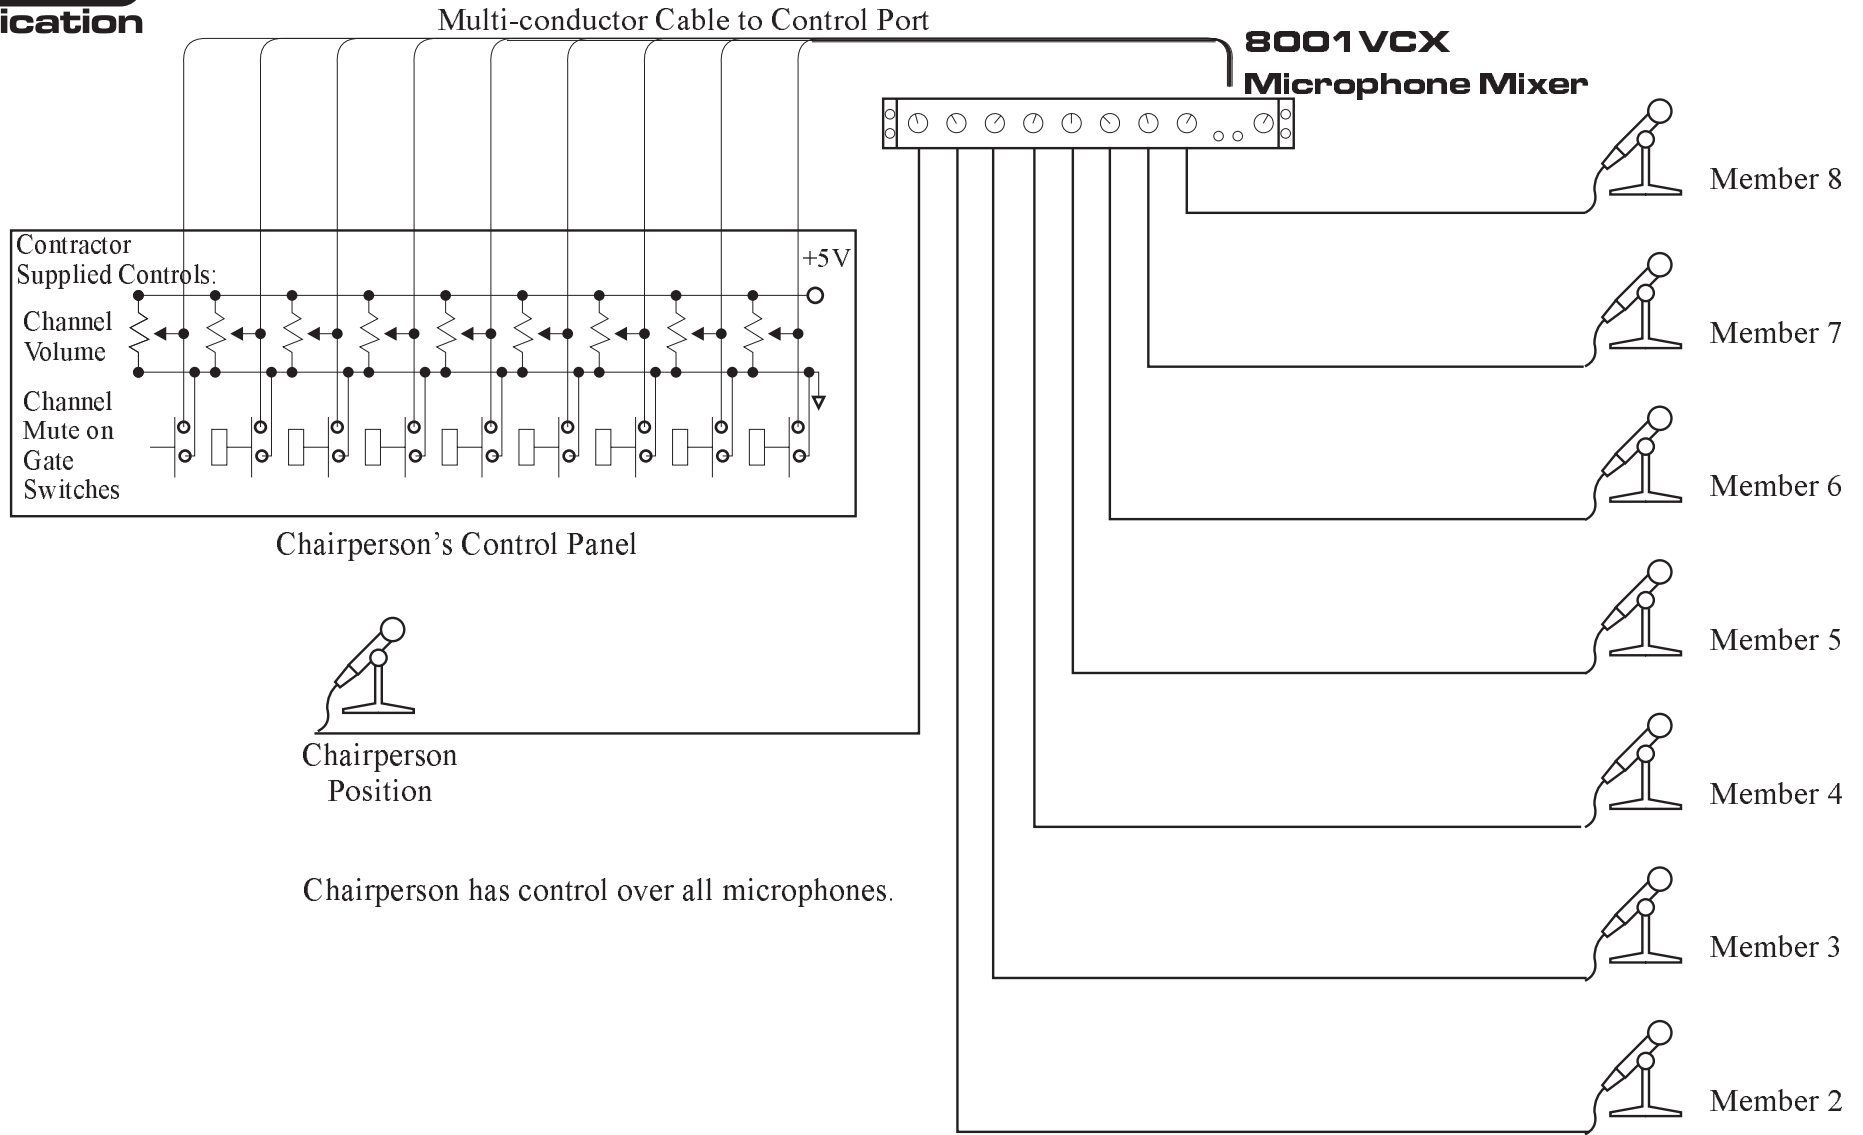 ication
Multi-conductor Cable to Control Port
8001VCX
Microphone Mixer
Member 8
Contractor
Supplied Controls:
+5V
Channel
Volume
Channel
Mute on
Gate
Switches
Chairperson’s Control Panel
Member 7
Member 6
Member 5
Chairperson
Position
Member 4
Chairperson has control over all microphones.
Member 3
Member 2